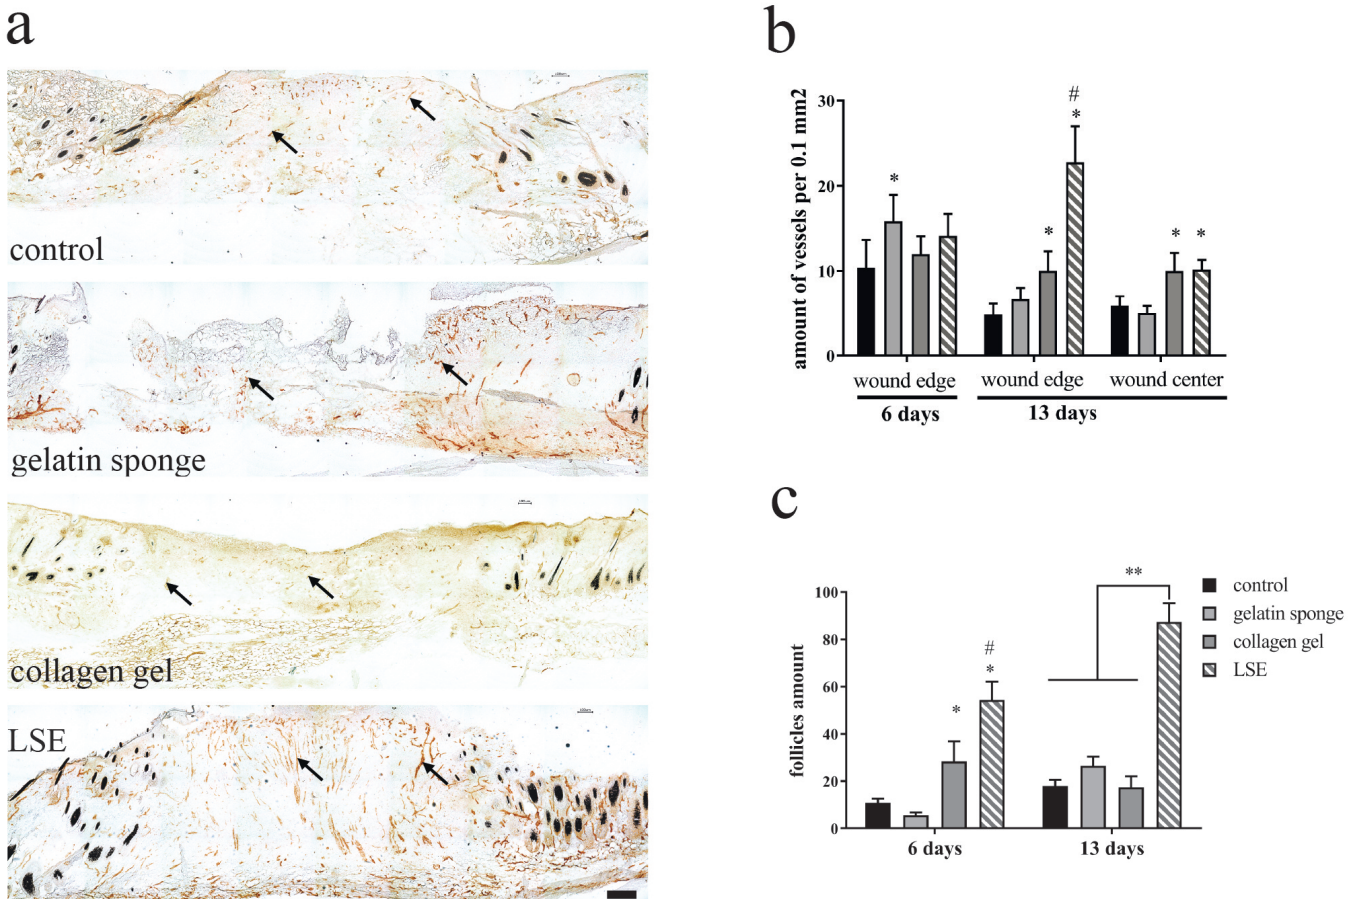 a
control
gelatin sponge
collagen gel
LSE
b
amount of vessels per 0.1 mm2
30
20
10
0
*
*
#
*
*
*
wound edge
wound edge
wound center
6 days
13 days
c
follicles amount
100
80
60
40
20
0
*
#
*
**
6 days
13 days
control
gelatin sponge
collagen gel
LSE